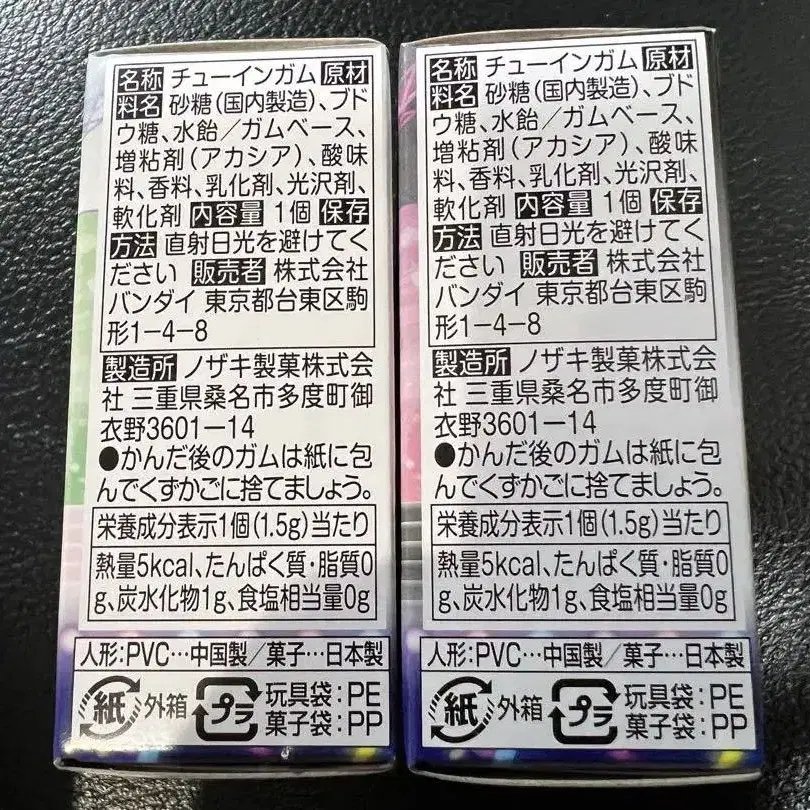 名称 チューインガム 原材
料名 砂糖(国内製造)、ブド
ウ糖、水飴/ガムベース、
増粘剤(アカシア)、酸味
料、香料、乳化剤、光沢剤、
軟化剤 内容量 1個 保存
方法 直射日光を避けてく
ださい 販売者 株式会社
バンダイ 東京都台東区駒
形1-4-8
製造所 ノザキ製菓株式会
社 三重県桑名市多度町御
衣野3601-14
●かんだ後のガムは紙に包
んでくずかごに捨てましょう。
栄養成分表示1個(1.5g)当たり
熱量5kcal、たんぱく質・脂質0
g、炭水化物1g、食塩相当量0g
人形:PVC…中国製/菓子…日本製
紙 外箱 プラ 玩具袋:PE
菓子袋:PP
名称 チューインガム 原材
料名 砂糖(国内製造)、ブド
ウ糖、水飴/ガムベース、
増粘剤(アカシア)、酸味
料、香料、乳化剤、光沢剤、
軟化剤 内容量 1個 保存
方法 直射日光を避けてく
ださい 販売者 株式会社
バンダイ 東京都台東区駒
形1-4-8
製造所 ノザキ製菓株式会
社 三重県桑名市多度町御
衣野3601-14
●かんだ後のガムは紙に包
んでくずかごに捨てましょう。
栄養成分表示1個(1.5g)当たり
熱量5kcal、たんぱく質・脂質0
g、炭水化物1g、食塩相当量0g
人形:PVC…中国製/菓子…日本製
紙 外箱 プラ 玩具袋:PE
菓子袋:PP